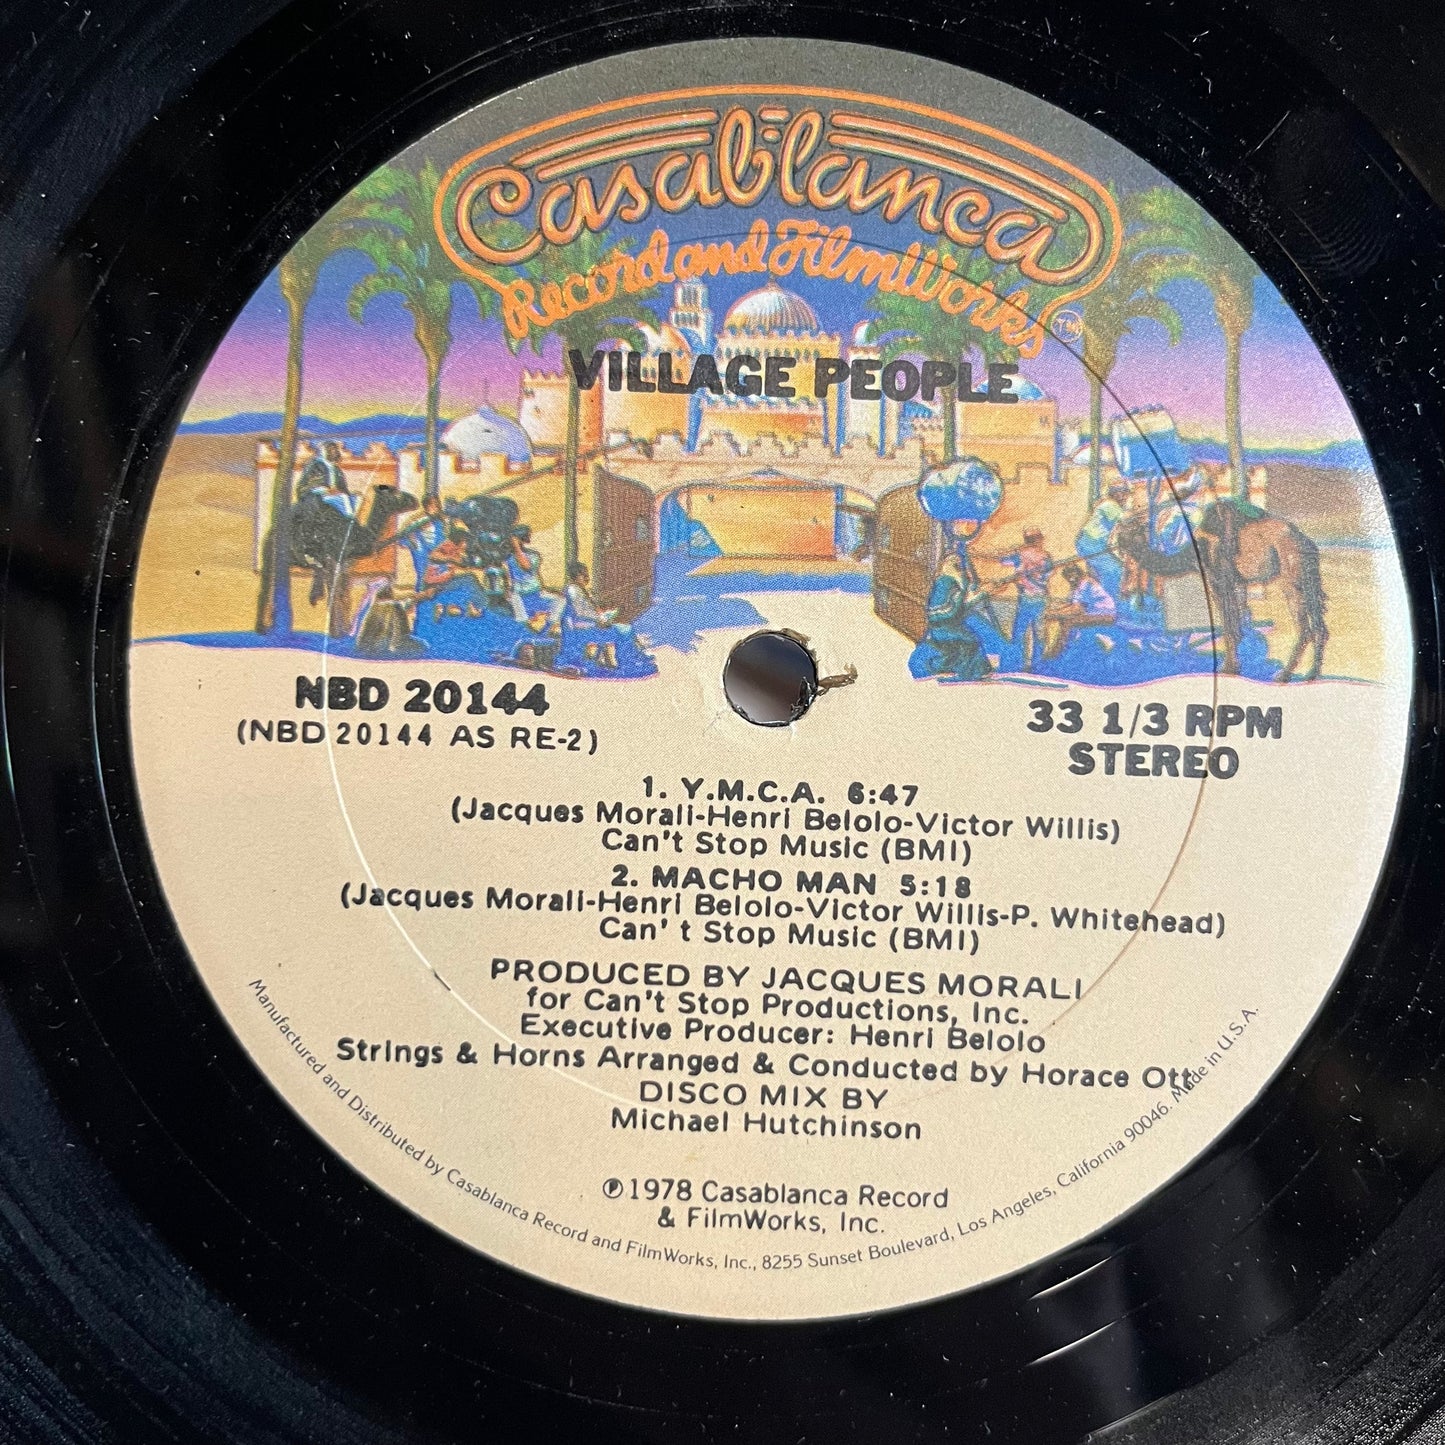 Casablanca
Record and FilmWorks
TM
VILLAGE PEOPLE
NBD 20144
(NBD 20144 AS RE-2)
33 1/3 RPM
STEREO
1. Y.M.C.A. 6:47
(Jacques Morali-Henri Belolo-Victor Willis)
Can't Stop Music (BMI)
2. MACHO MAN 5:18
(Jacques Morali-Henri Belolo-Victor Willis-P. Whitehead)
Can' t Stop Music (BMI)
PRODUCED BY JACQUES MORALI
for Can't Stop Productions, Inc.
Executive Producer: Henri Belolo
Strings & Horns Arranged & Conducted by Horace Ott
DISCO MIX BY
Michael Hutchinson
℗1978 Casablanca Record
& FilmWorks, Inc.
Manufactured and Distributed by Casablanca Record and FilmWorks, Inc., 8255 Sunset Boulevard, Los Angeles, California 90046. Made in U.S.A.